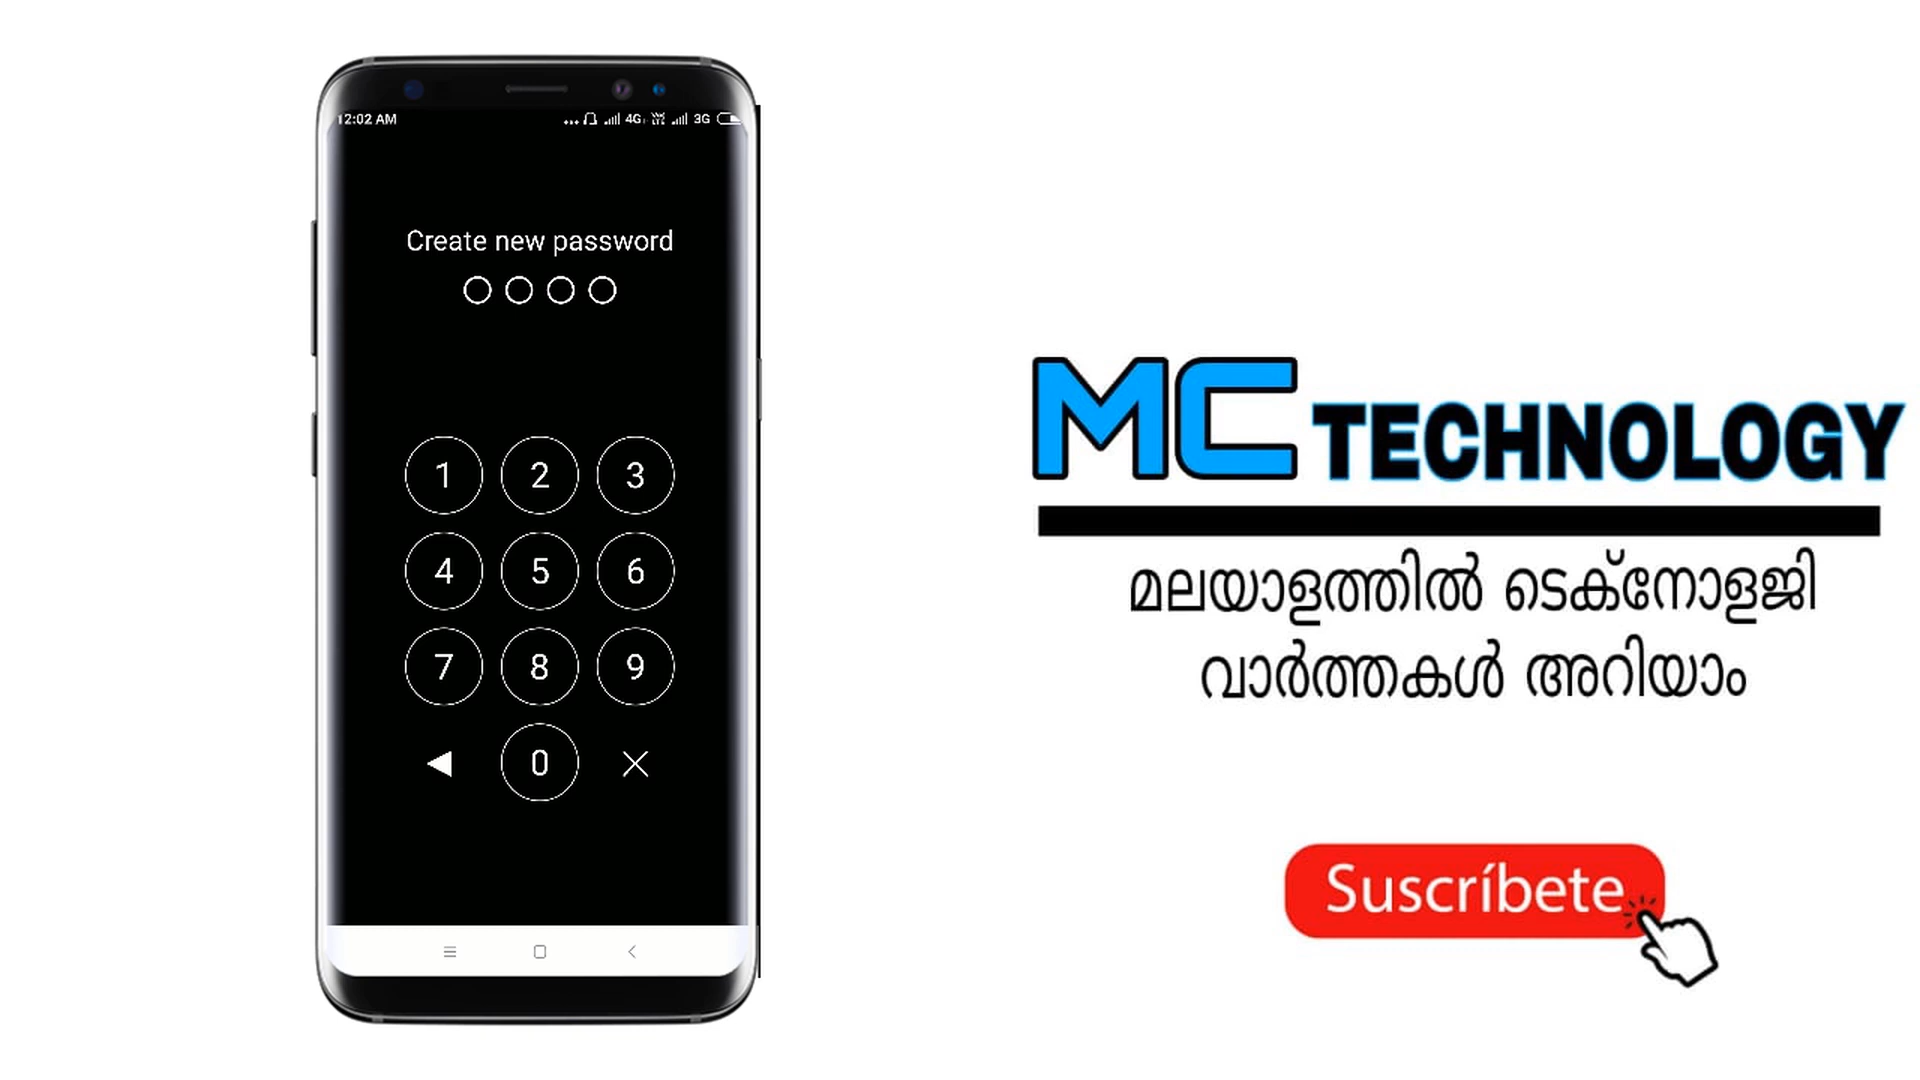 12:02 AM
4G
3G
Create new password
1 2 3
4 5 6
7 8 9
0
MC TECHNOLOGY
മലയാളത്തിൽ ടെക്നോളജി
വാർത്തകൾ അറിയാം
Suscríbete